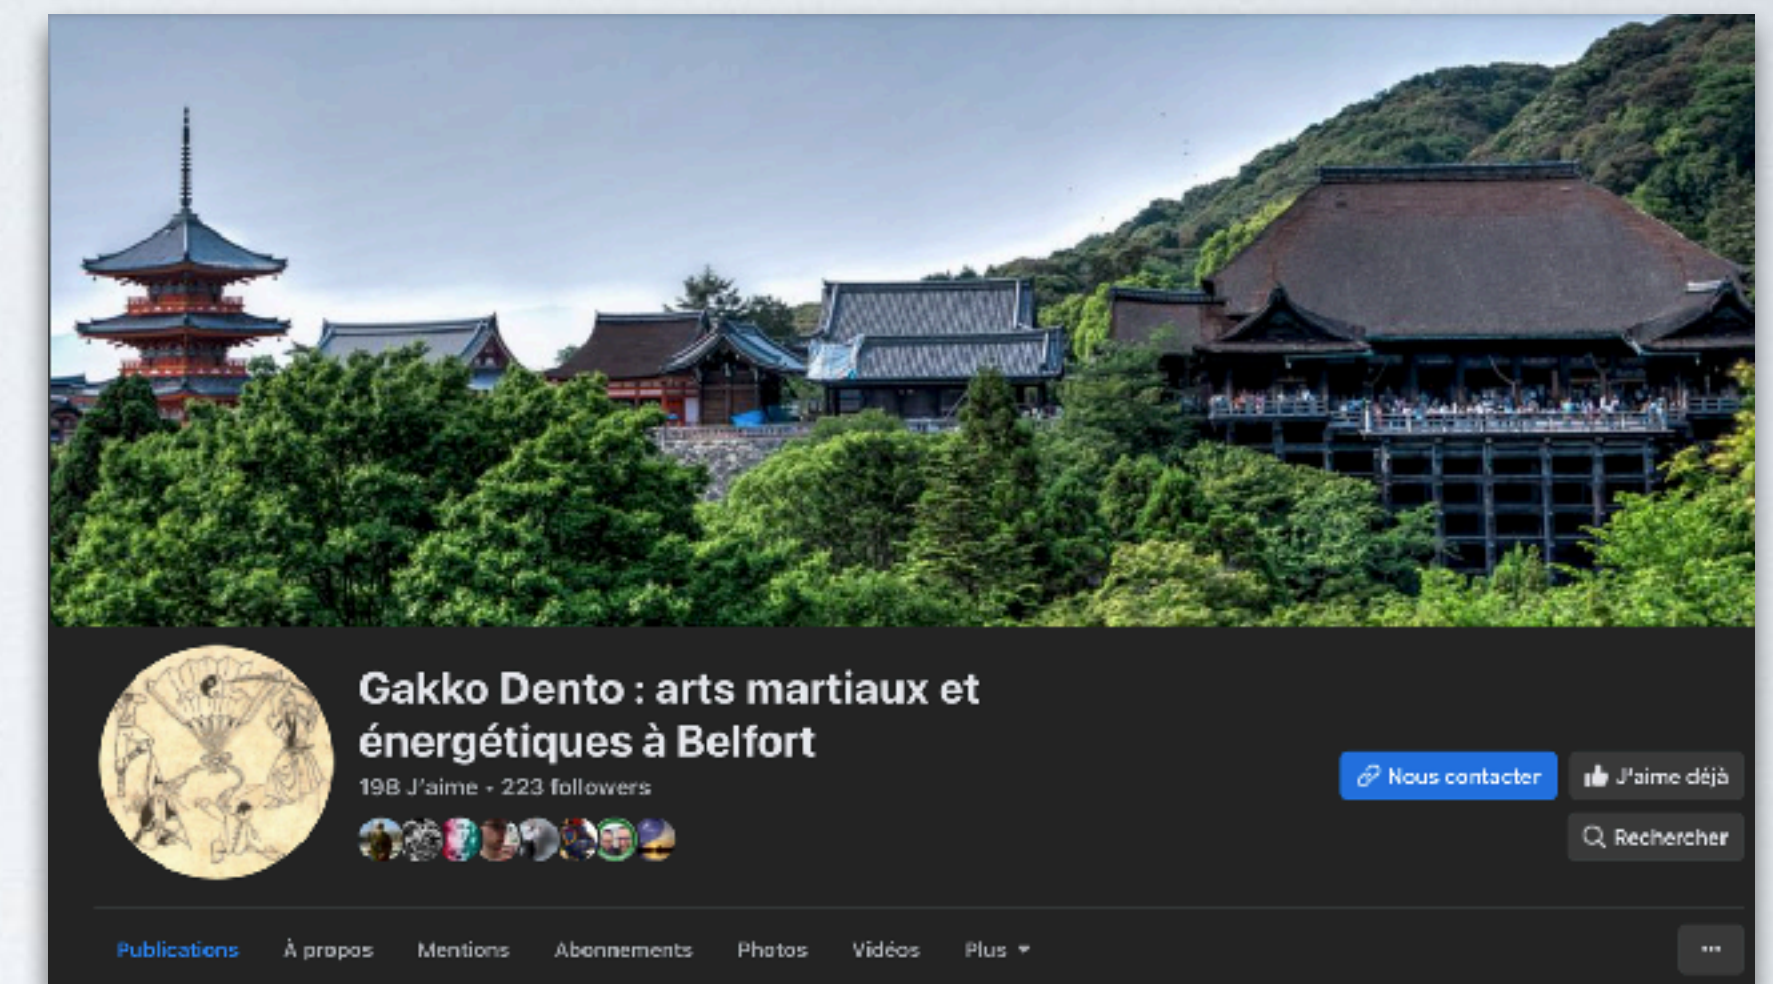 Gakko Dento : arts martiaux et
énergétiques à Belfort
198 J'aime • 223 followers
Nous contacter
J'aime déjà
Rechercher
Publications
À propos
Mentions
Abonnements
Photos
Vidéos
Plus